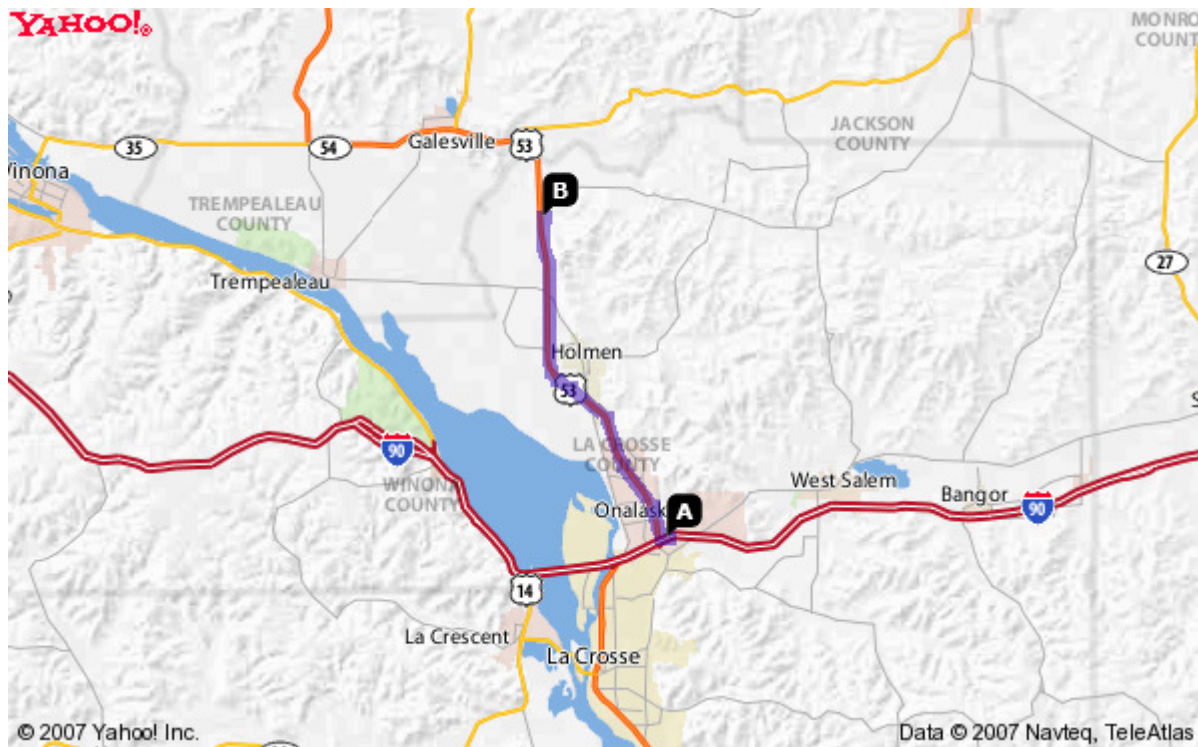 YAHOO!®
MONRO
COUNT
JACKSON
COUNTY
35
54
Galesville
53
Winona
TREMPEALEAU
COUNTY
B
27
Trempealeau
Holmen
53
LA CROSSE
COUNTY
90
WINONA
COUNTY
West Salem
Bangor
90
Onalask
A
14
La Crescent
La Crosse
© 2007 Yahoo! Inc.
Data © 2007 Navteq, TeleAtlas